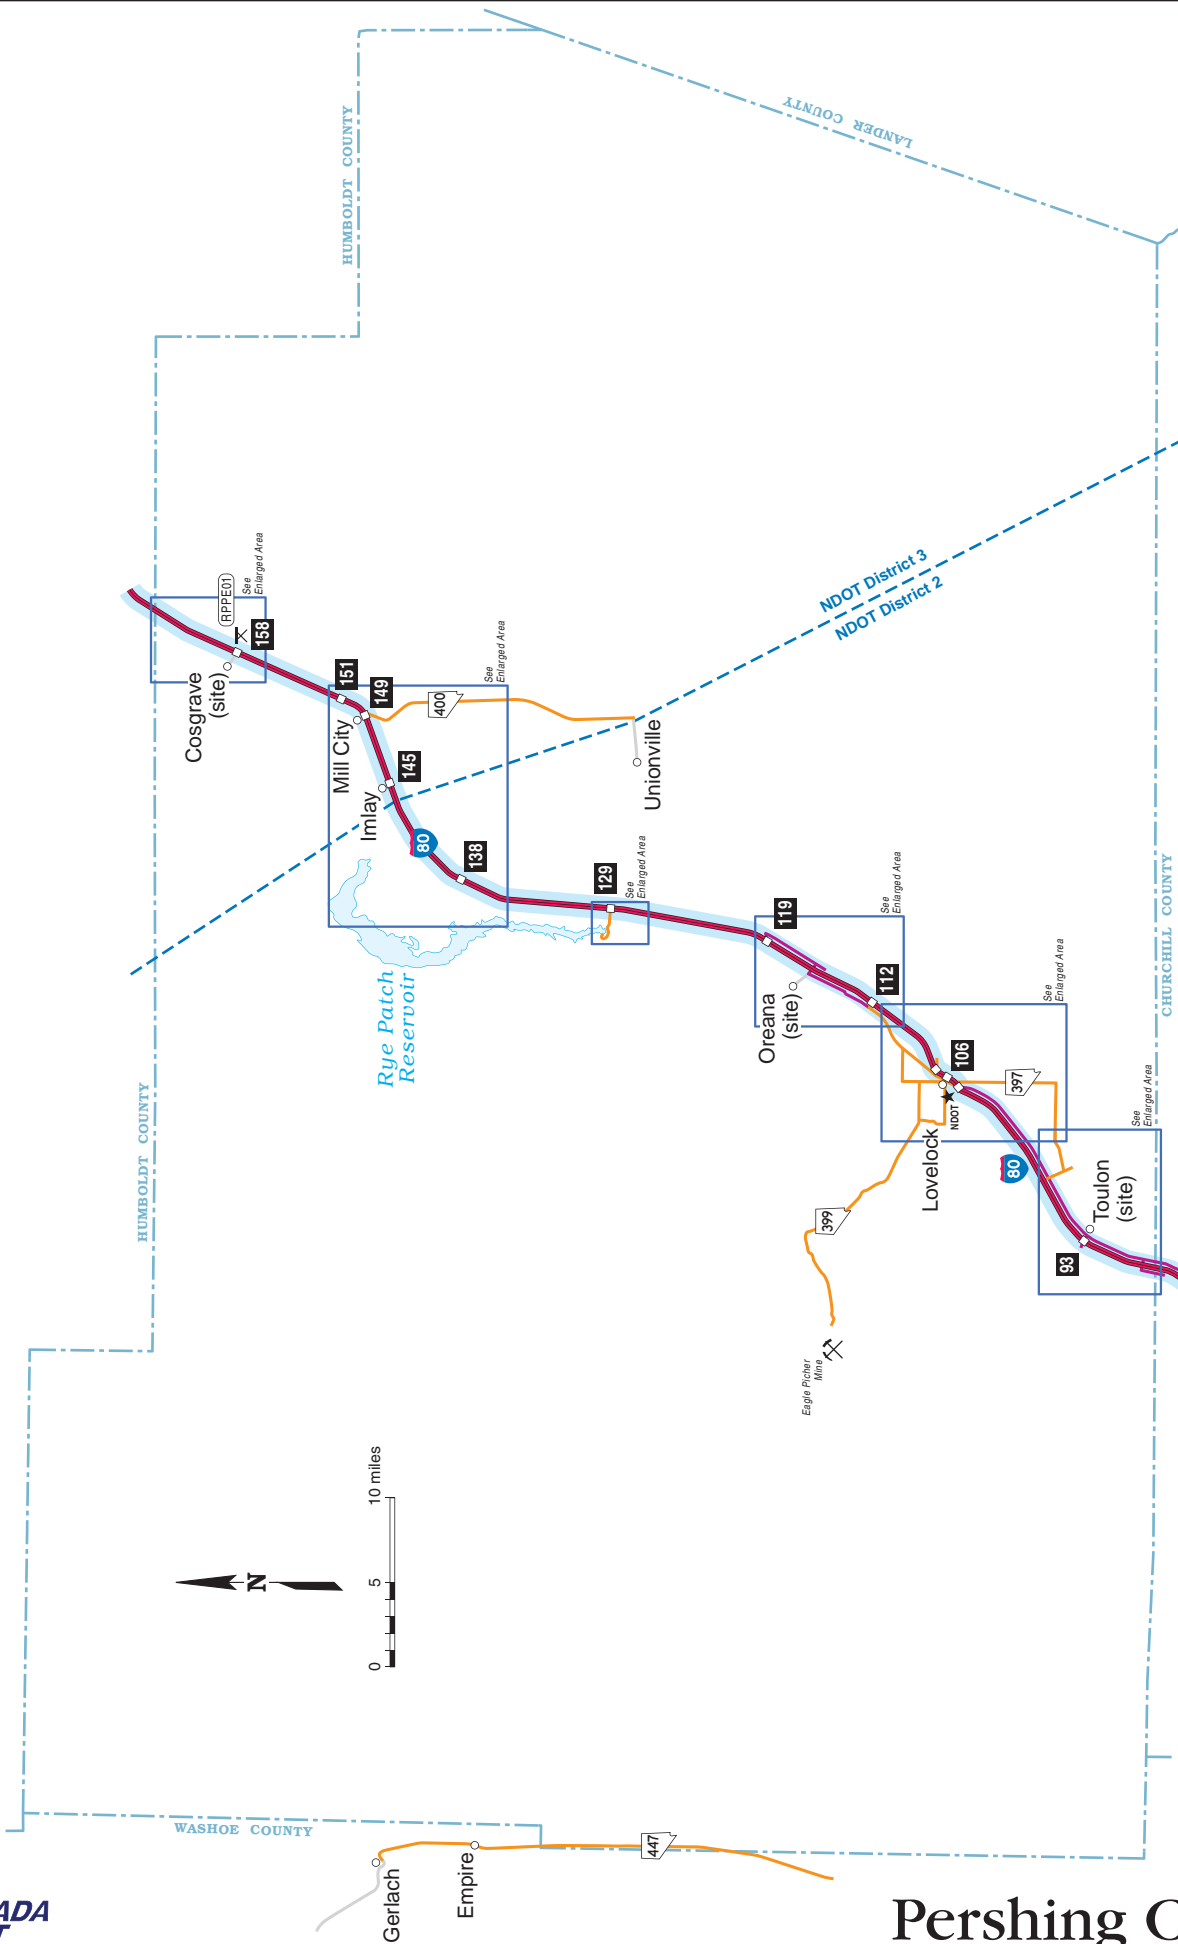 HUMBOLDT COUNTY
LANDER COUNTY
RPPE01
See
Enlarged Area
158
Cosgrave
(site)
151
149
See
Enlarged Area
400
Mill City
145
Imlay
80
138
Unionville
NDOT District 3
NDOT District 2
129
See
Enlarged Area
Rye Patch
Reservoir
119
See
Enlarged Area
112
Oreana
(site)
See
Enlarged Area
106
397
NDOT
Lovelock
See
Enlarged Area
80
Toulon
(site)
93
CHURCHILL COUNTY
HUMBOLDT COUNTY
399
Eagle Picher
Mine
0 5 10 miles
N
WASHOE COUNTY
447
Gerlach
Empire
ADA
Pershing C